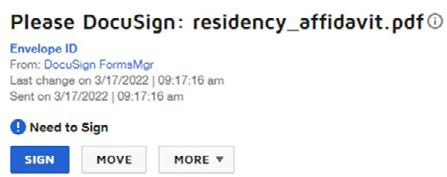 Please DocuSign: residency_affidavit.pdf
Envelope ID
From: DocuSign FormsMgr
Last change on 3/17/2022 | 09:17:16 am
Sent on 3/17/2022 | 09:17:16 am
Need to Sign
SIGN MOVE MORE